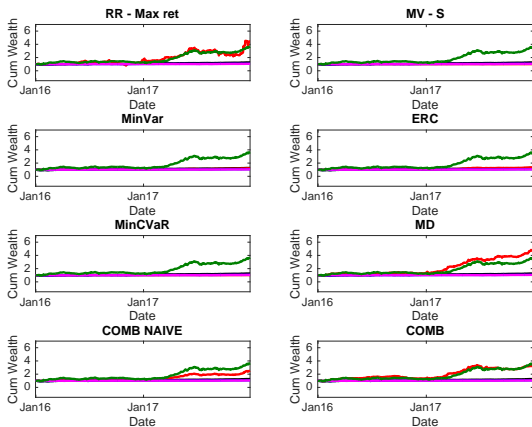 RR - Max ret
Cum Wealth
6
4
2
0
Jan16
Jan17
Date
MV - S
Cum Wealth
6
4
2
0
Jan16
Jan17
Date
MinVar
Cum Wealth
6
4
2
0
Jan16
Jan17
Date
ERC
Cum Wealth
6
4
2
0
Jan16
Jan17
Date
MinCVaR
Cum Wealth
6
4
2
0
Jan16
Jan17
Date
MD
Cum Wealth
6
4
2
0
Jan16
Jan17
Date
COMB NAIVE
Cum Wealth
6
4
2
0
Jan16
Jan17
Date
COMB
Cum Wealth
6
4
2
0
Jan16
Jan17
Date